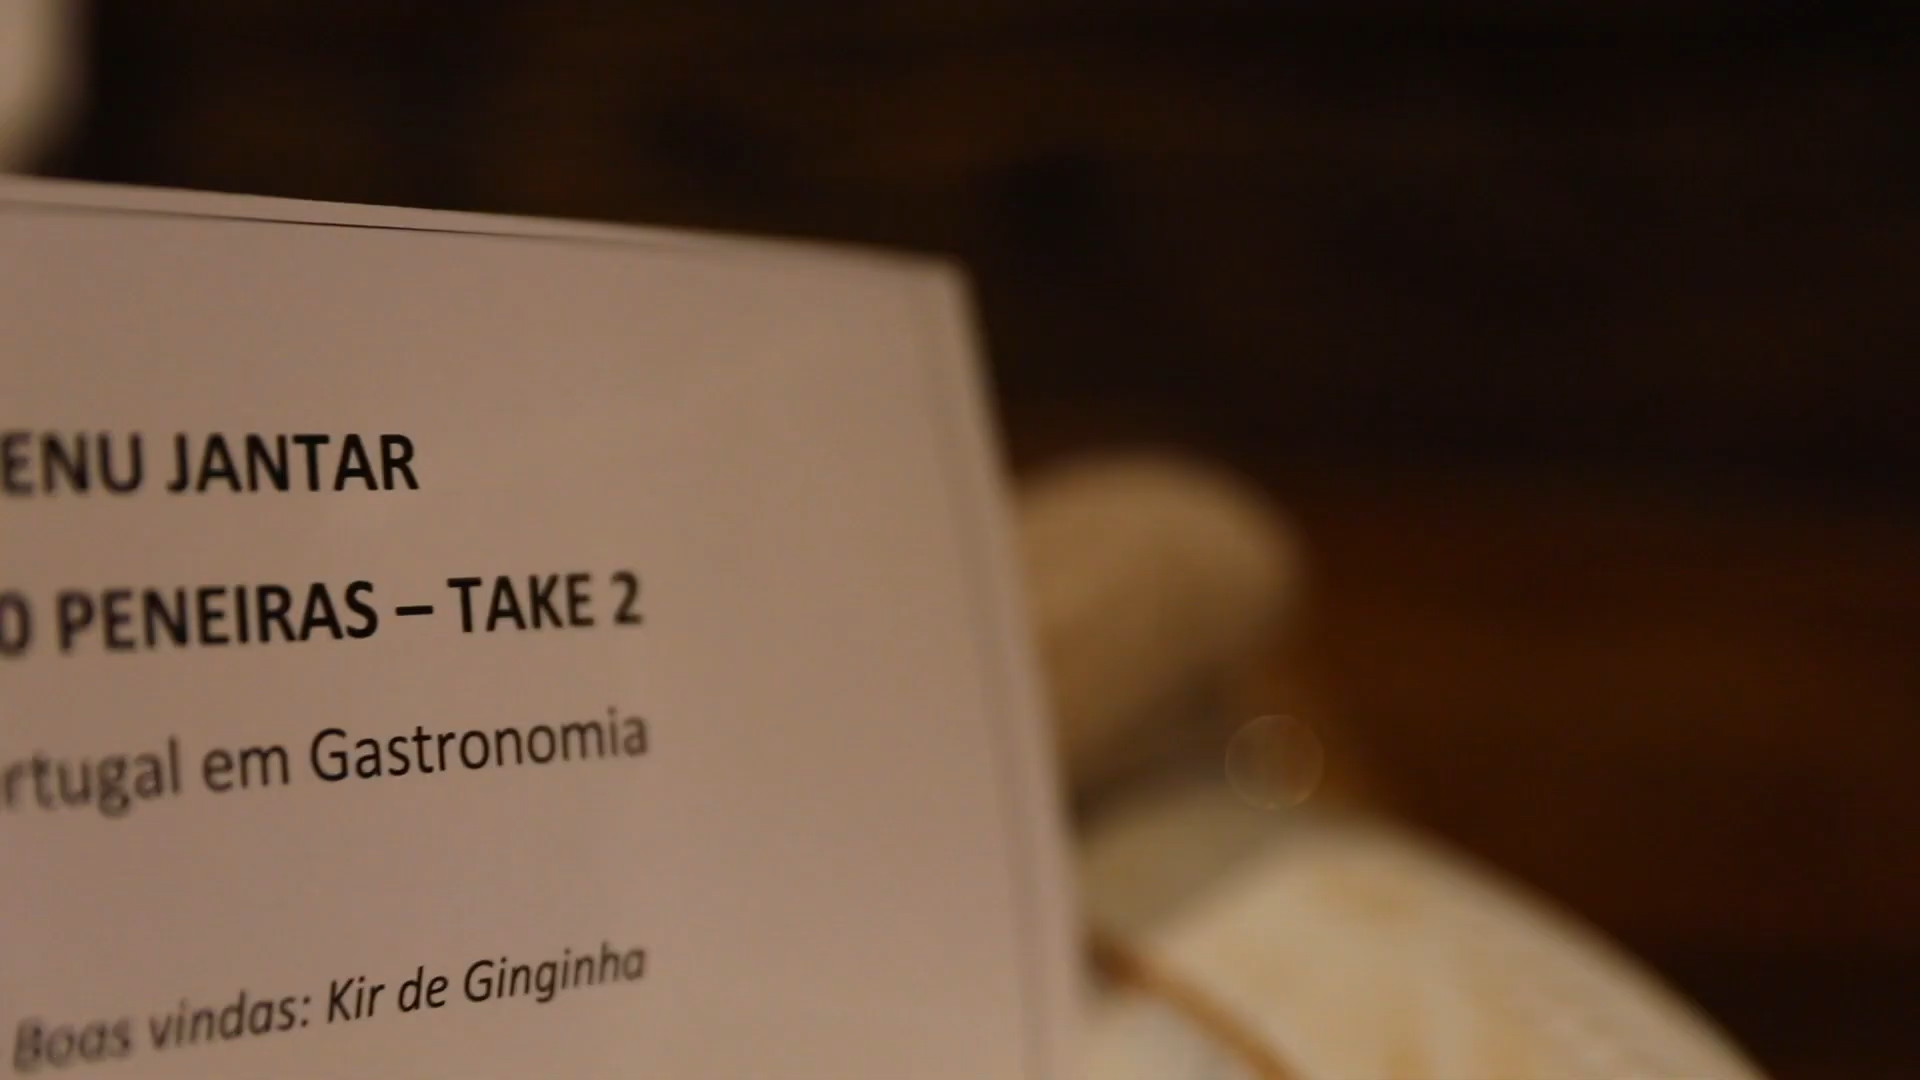 ENU JANTAR
O PENEIRAS – TAKE 2
rtugal em Gastronomia
Boas vindas: Kir de Ginginha